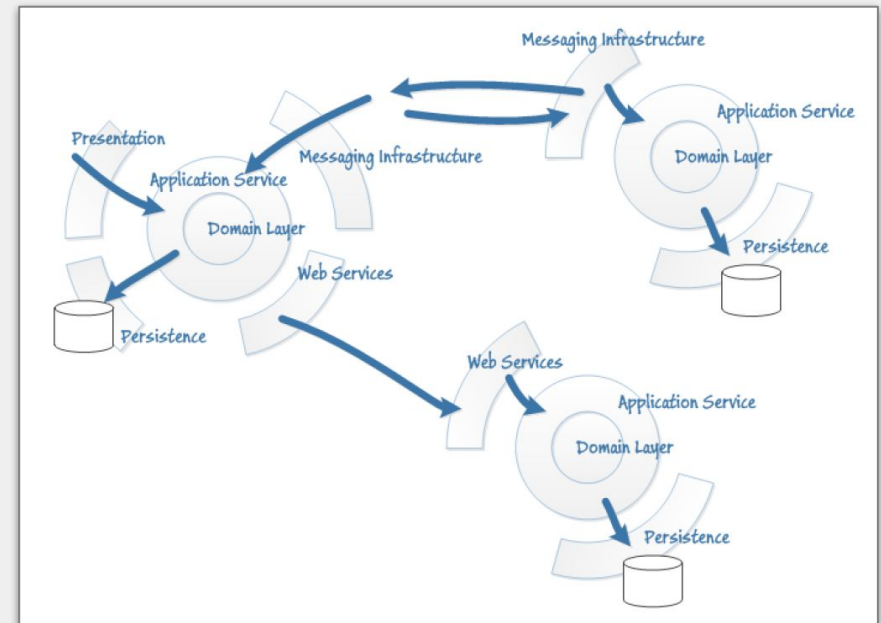 Messaging Infrastructure
Application Service
Domain Layer
Persistence
Presentation
Messaging Infrastructure
Application Service
Domain Layer
Web Services
Persistence
Web Services
Application Service
Domain Layer
Persistence